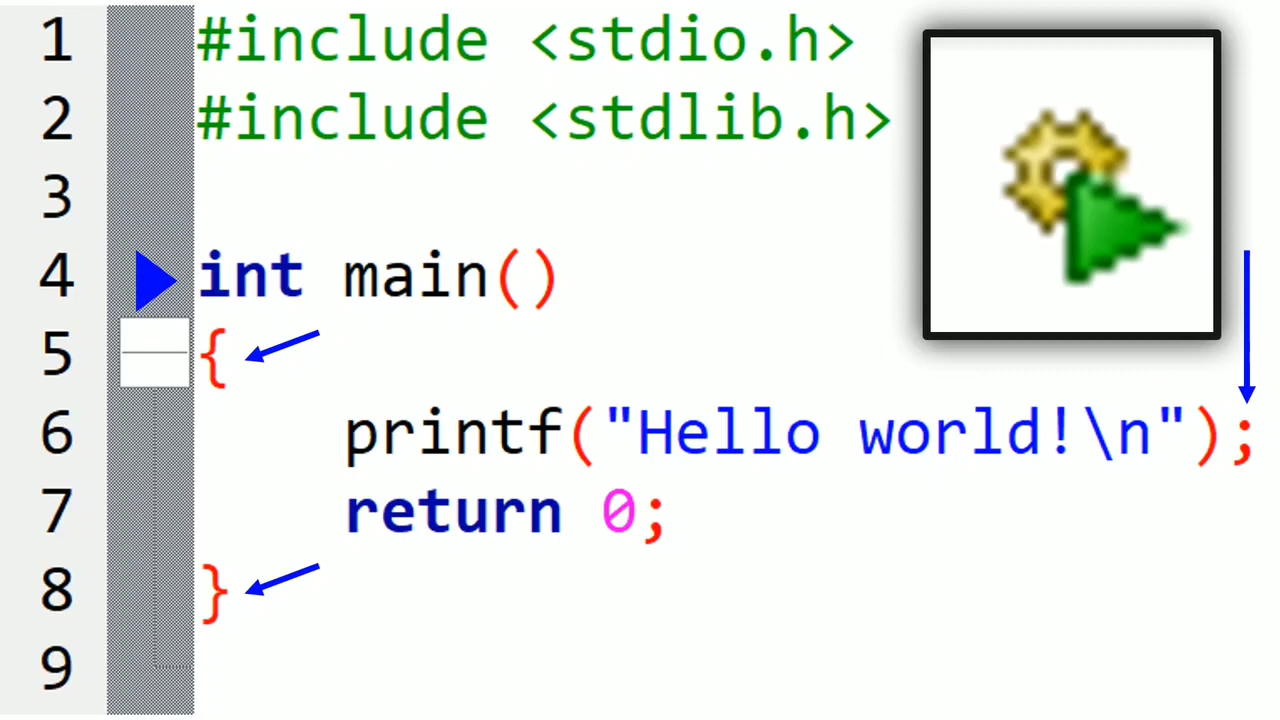 1 #include <stdio.h>
2 #include <stdlib.h>
3
4 int main()
5 {
6     printf("Hello world!\n");
7     return 0;
8 }
9